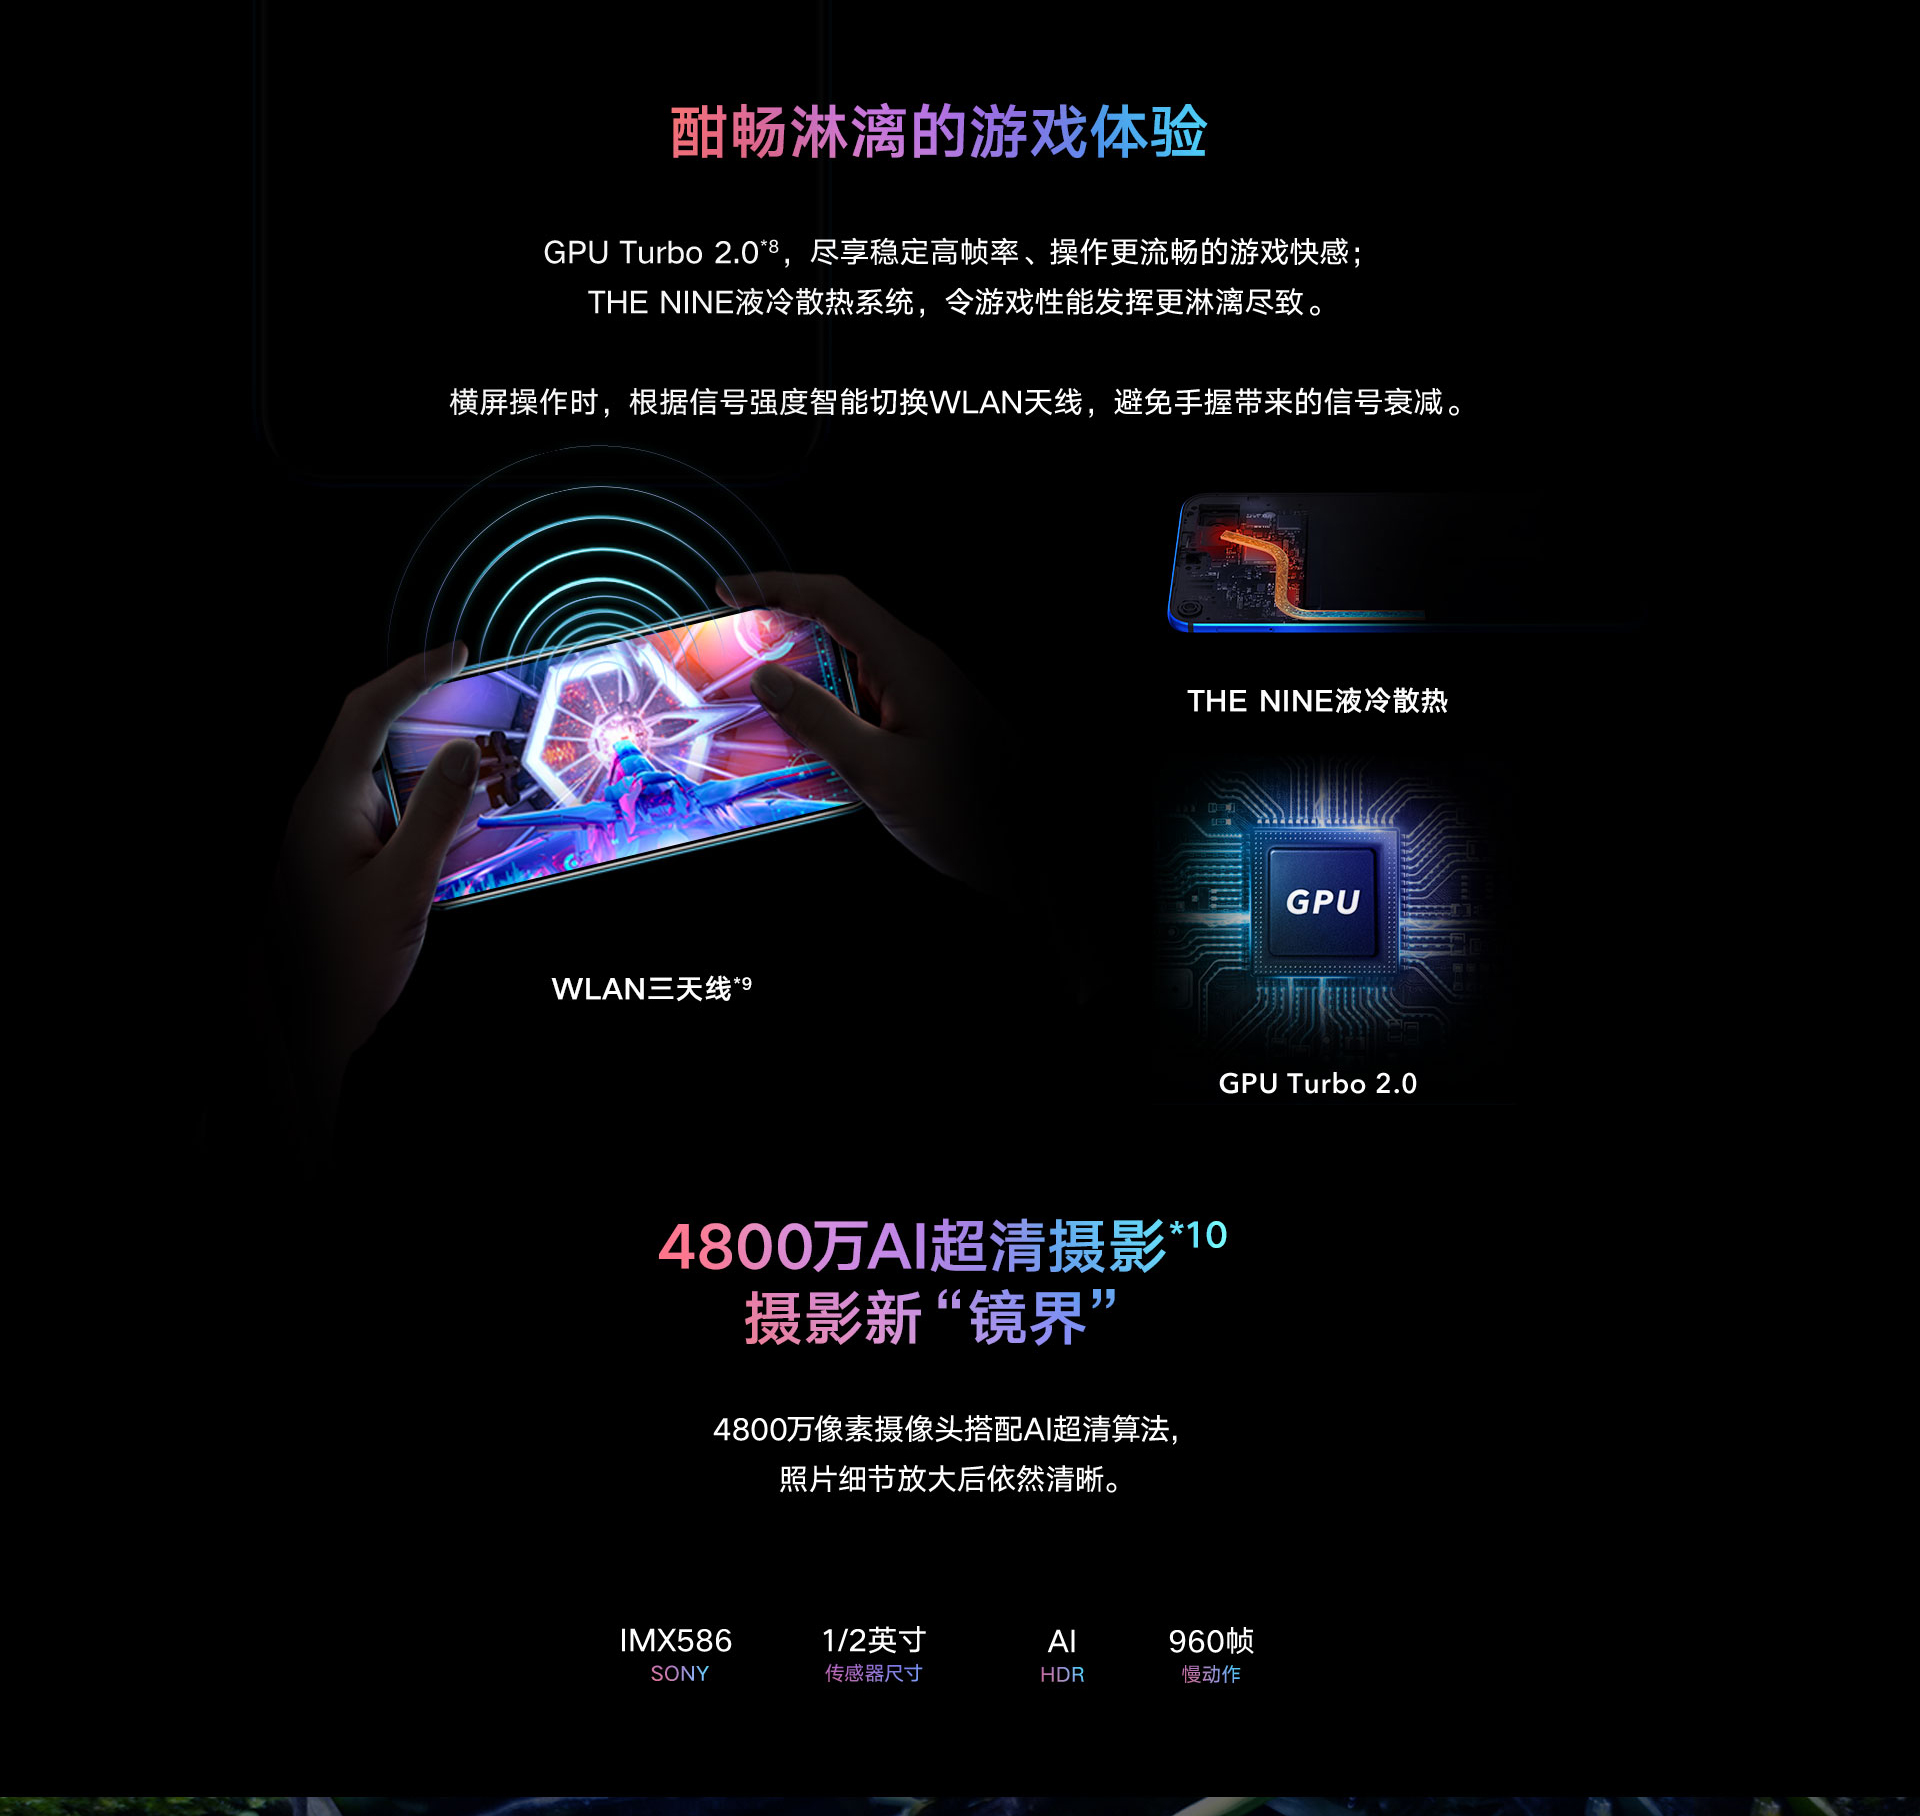 酣畅淋漓的游戏体验
GPU Turbo 2.0*8，尽享稳定高帧率、操作更流畅的游戏快感；
THE NINE液冷散热系统，令游戏性能发挥更淋漓尽致。
横屏操作时，根据信号强度智能切换WLAN天线，避免手握带来的信号衰减。
THE NINE液冷散热
GPU
WLAN三天线*9
GPU Turbo 2.0
4800万AI超清摄影*10
摄影新“镜界”
4800万像素摄像头搭配AI超清算法，
照片细节放大后依然清晰。
IMX586 1/2英寸 AI 960帧
SONY 传感器尺寸 HDR 慢动作